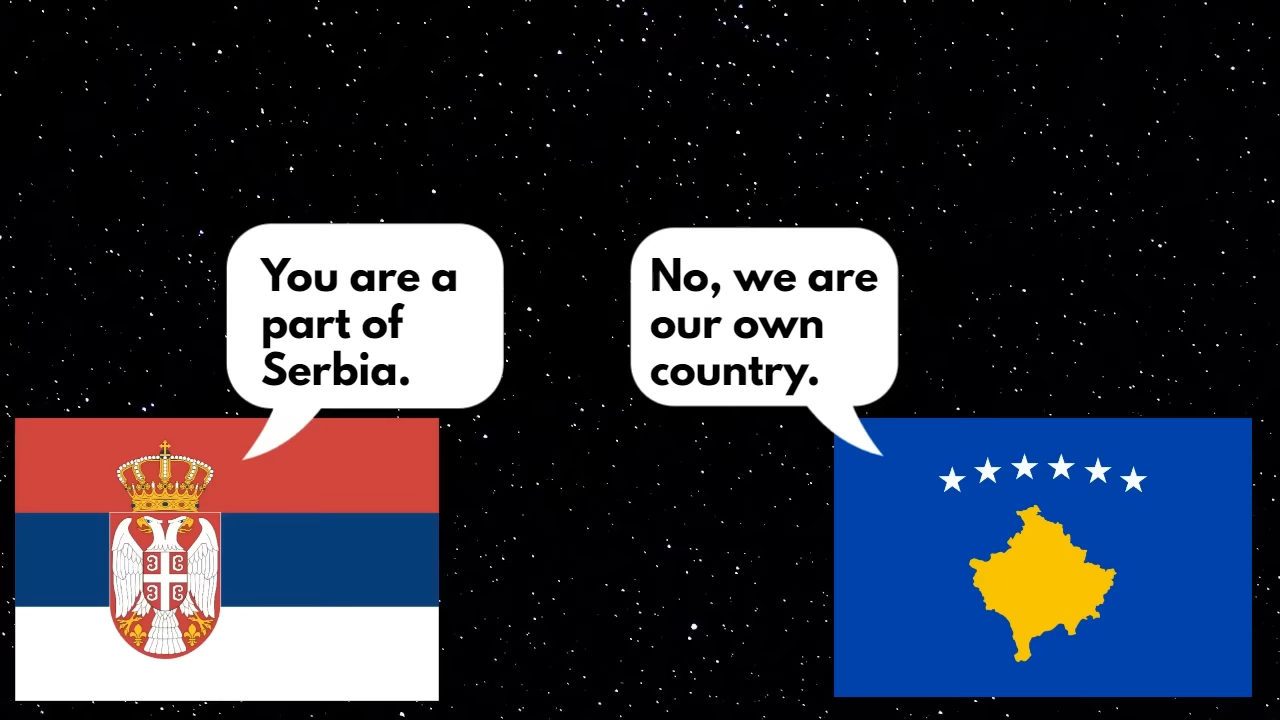 You are a
part of
Serbia.
No, we are
our own
country.